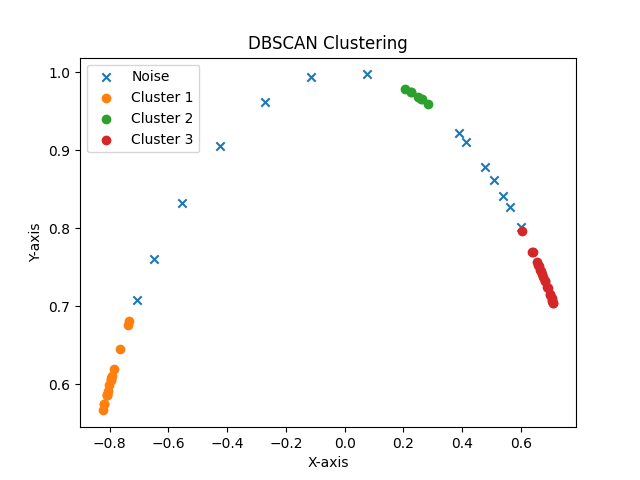 DBSCAN Clustering
Noise
Cluster 1
Cluster 2
Cluster 3
1.0
0.9
0.8
0.7
0.6
Y-axis
−0.8 −0.6 −0.4 −0.2 0.0 0.2 0.4 0.6
X-axis